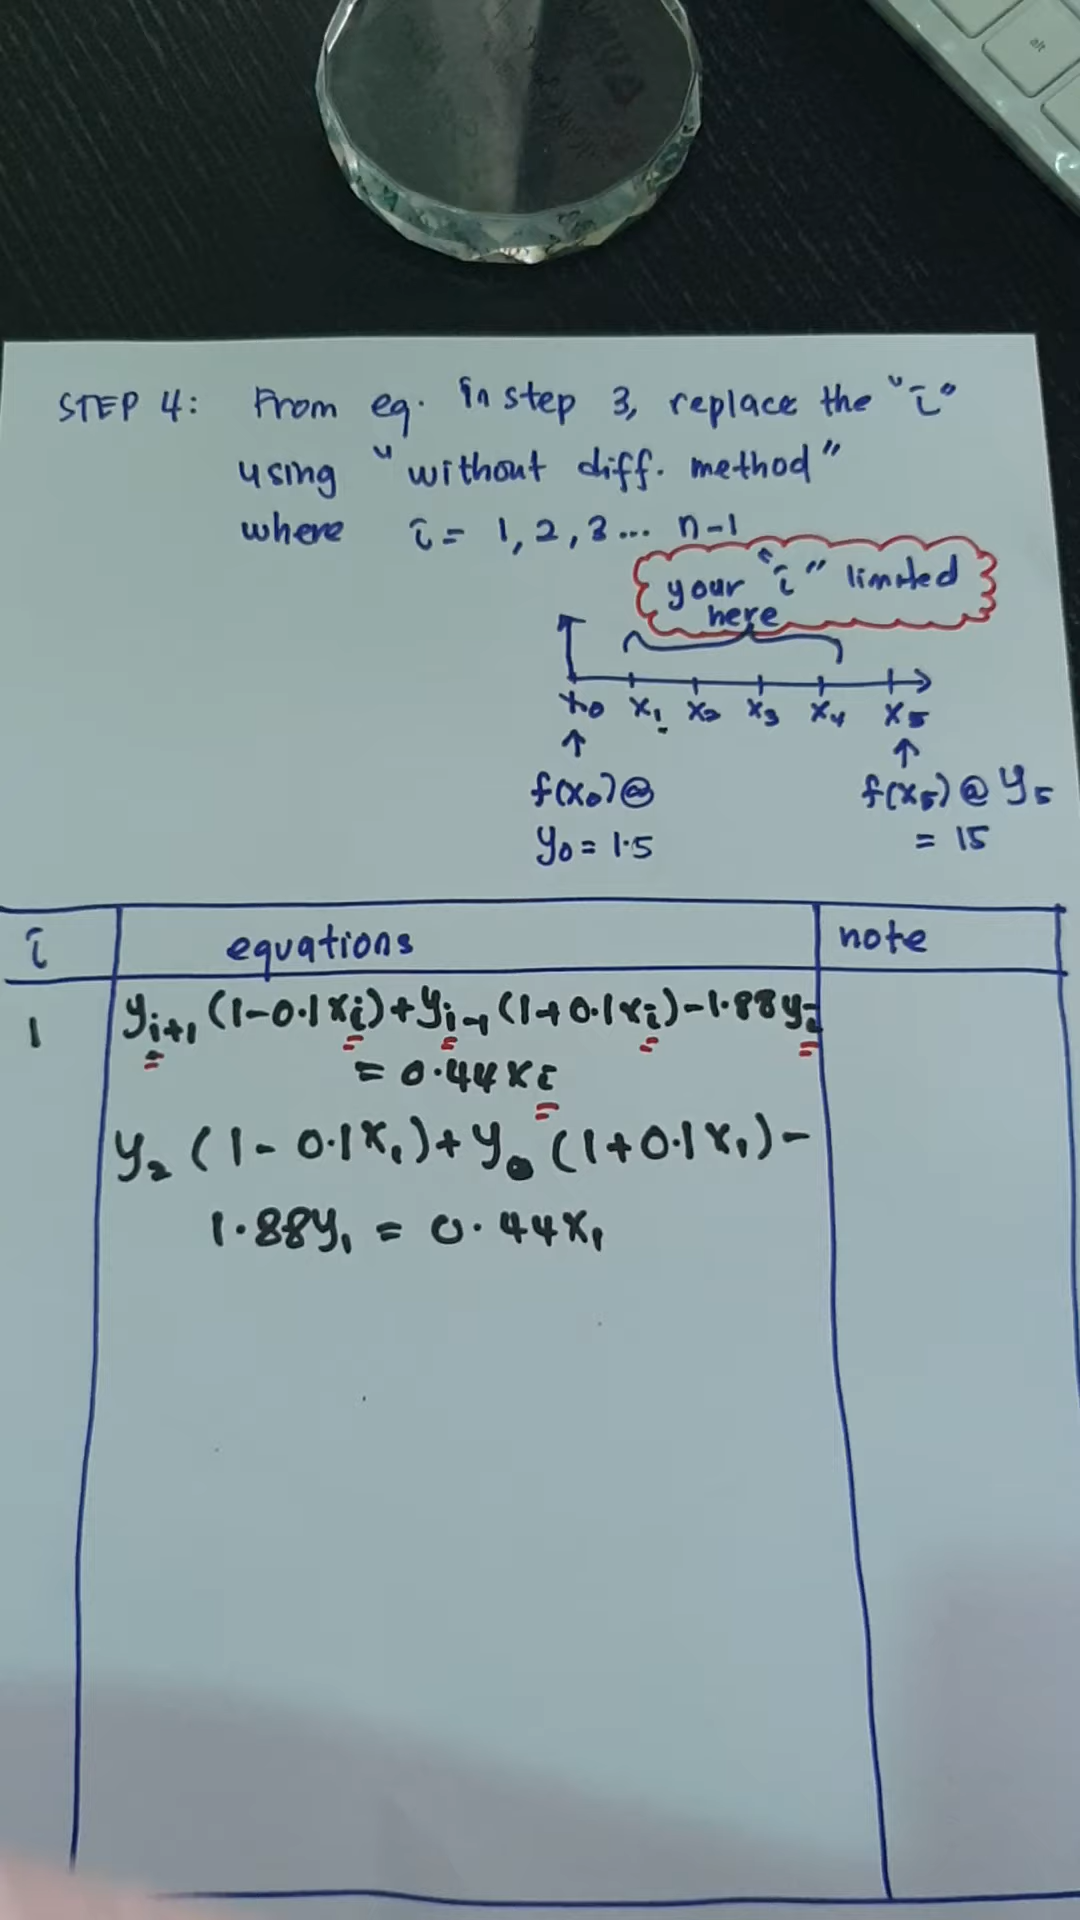 alt
STEP 4: From eq. in step 3, replace the "i"
using "without diff. method"
where i = 1, 2, 3 ... n-1
your "i" limited
here
x0 x1 x2 x3 x4 x5
↑ ↑
f(x0) @ f(x5) @ y5
y0 = 1.5 = 15
i equations note
1 yi+1 (1-0.1xi) + yi-1 (1+0.1xi) - 1.88yi
= 0.44xi
y2 (1 - 0.1x1) + y0 (1 + 0.1x1) -
1.88y1 = 0.44x1